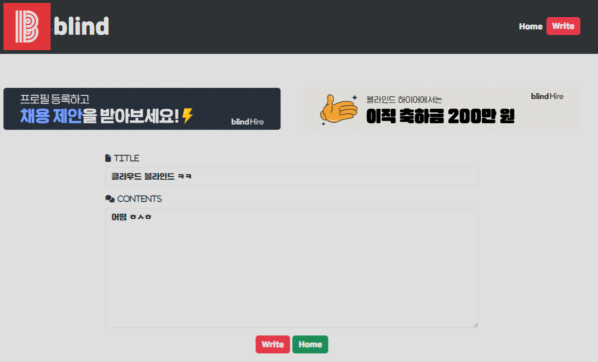 blind
Home Write
프로필 등록하고
채용 제안을 받아보세요!
blindHire
블라인드 하이어에서는
이직 축하금 200만 원
blindHire
TITLE
클라우드 블라인드 ㅋㅋ
CONTENTS
어떰 ㅎㅅㅎ
Write Home